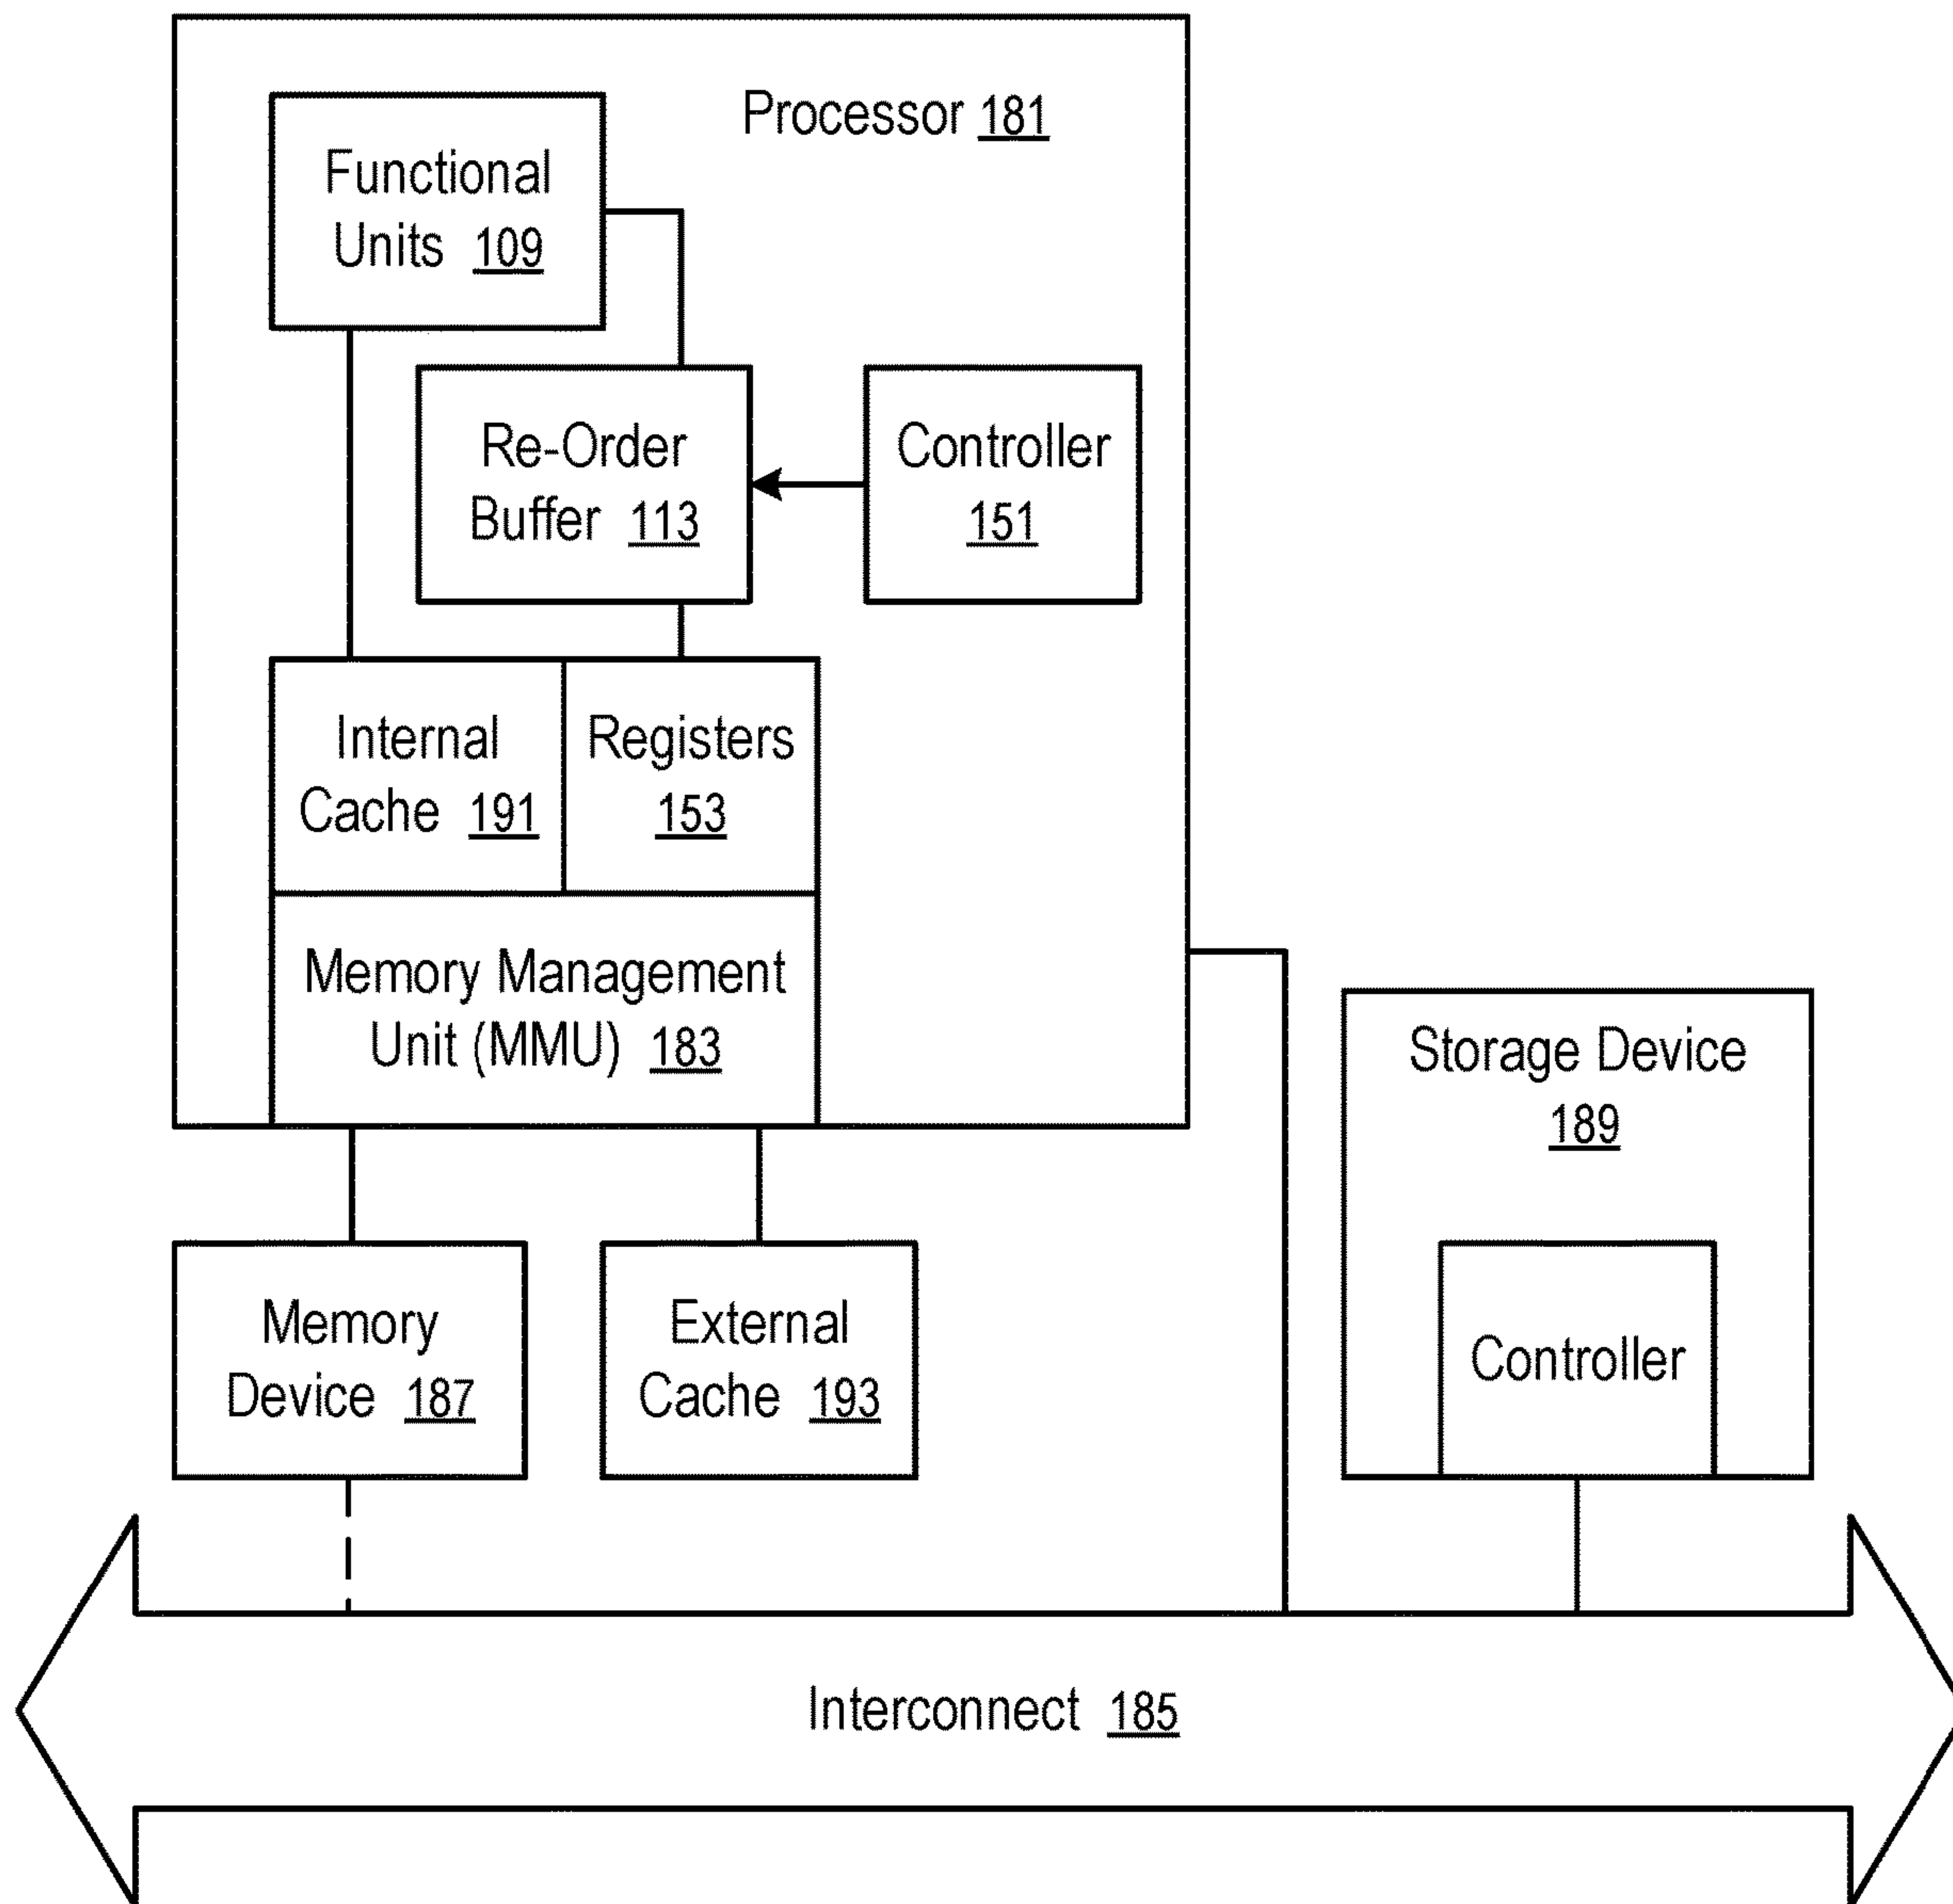 Processor 181
Functional
Units 109
Re-Order
Buffer 113
Controller
151
Internal
Cache 191
Registers
153
Memory Management
Unit (MMU) 183
Storage Device
189
Controller
Memory
Device 187
External
Cache 193
Interconnect 185